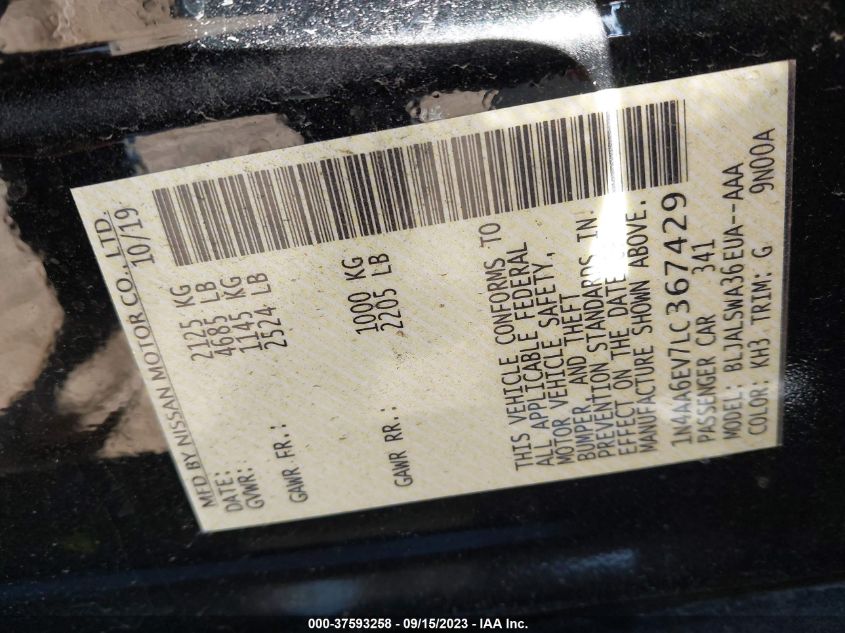 MFD BY NISSAN MOTOR CO., LTD.
DATE: 10/19
GVWR: 2125 KG
4685 LB
GAWR FR.: 1145 KG
2524 LB
GAWR RR.: 1000 KG
2205 LB
THIS VEHICLE CONFORMS TO
ALL APPLICABLE FEDERAL
MOTOR VEHICLE SAFETY,
BUMPER AND THEFT
PREVENTION STANDARDS IN
EFFECT ON THE DATE
MANUFACTURE SHOWN ABOVE.
1N4AA6EV7LC367429
PASSENGER CAR 341
MODEL: BLJALSWA36EUA--AAA
COLOR: KH3 TRIM: G 9N00A
000-37593258 - 09/15/2023 - IAA Inc.